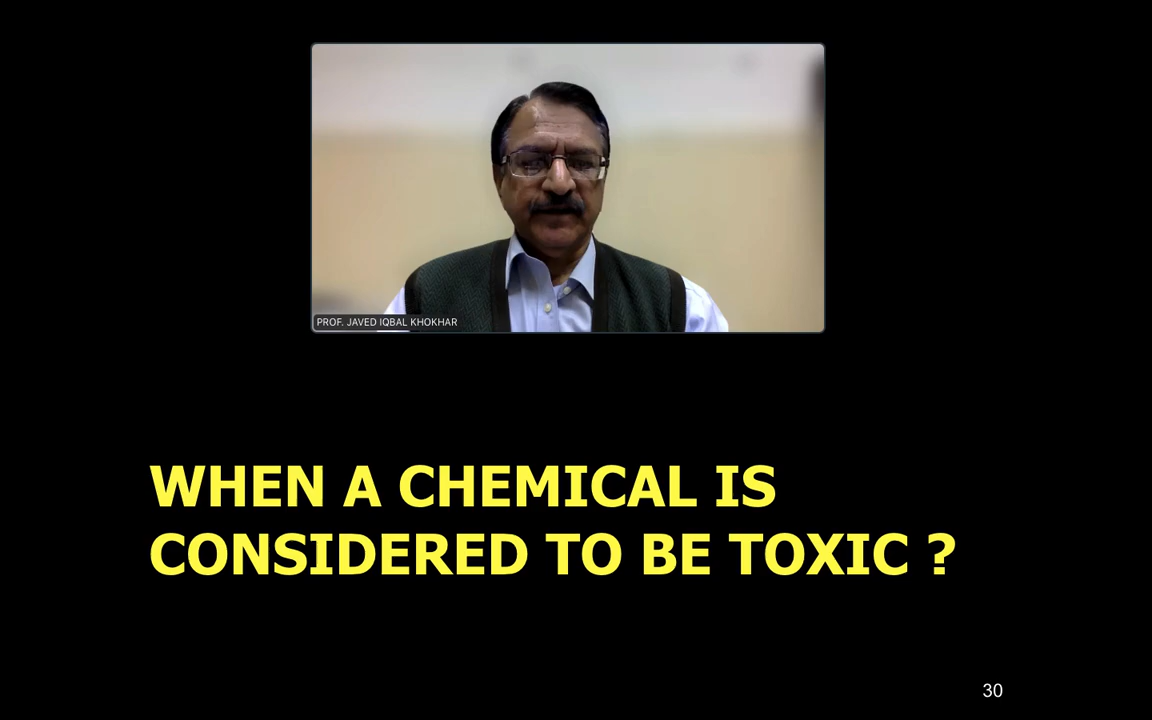 PROF. JAVED IQBAL KHOKHAR
WHEN A CHEMICAL IS
CONSIDERED TO BE TOXIC ?
30